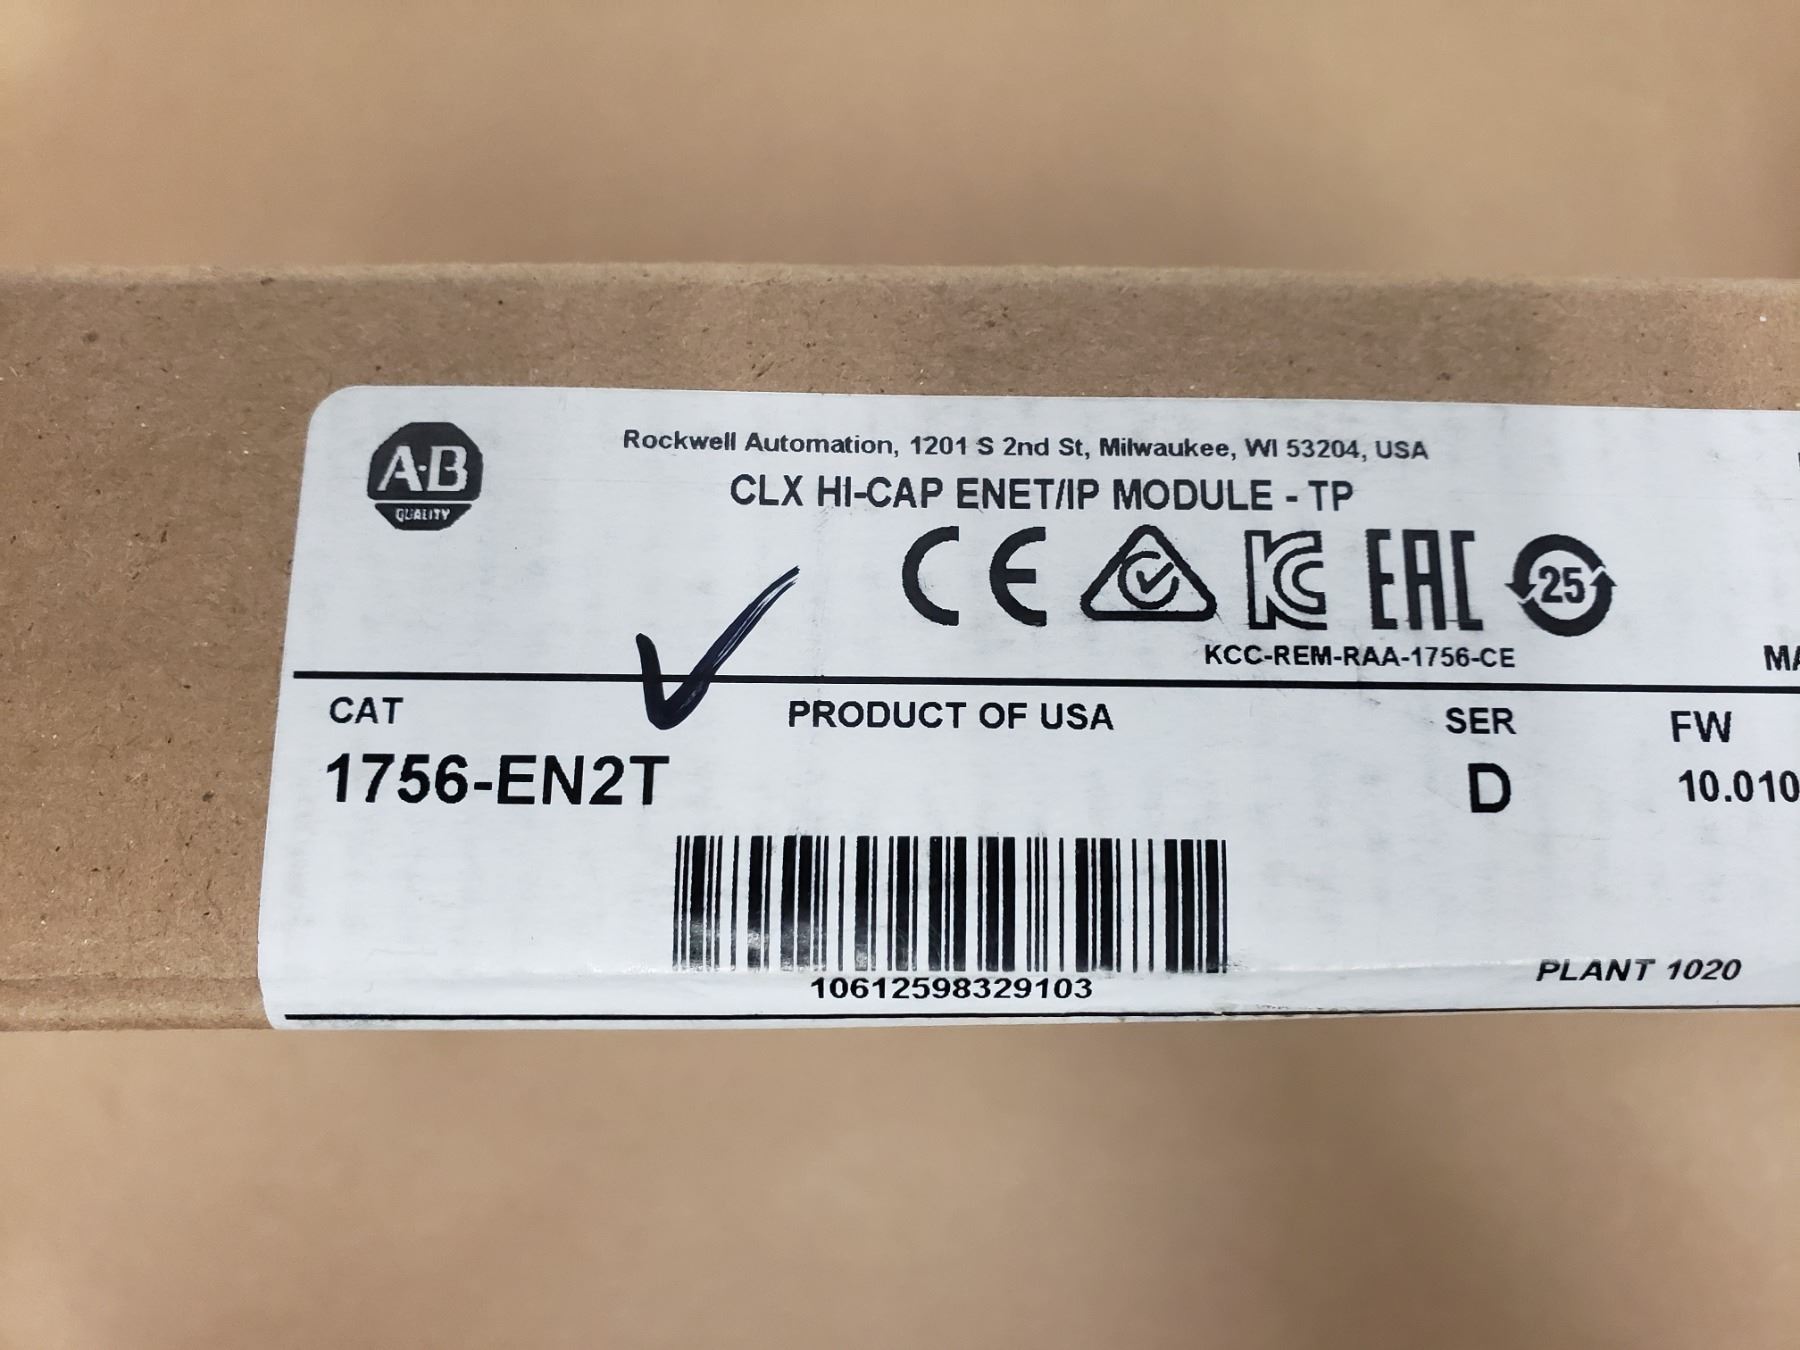 A·B
QUALITY
Rockwell Automation, 1201 S 2nd St, Milwaukee, WI 53204, USA
CLX HI-CAP ENET/IP MODULE - TP
CE KC EAC 25
KCC-REM-RAA-1756-CE
MA
CAT
PRODUCT OF USA
SER
FW
1756-EN2T
D
10.010
10612598329103
PLANT 1020